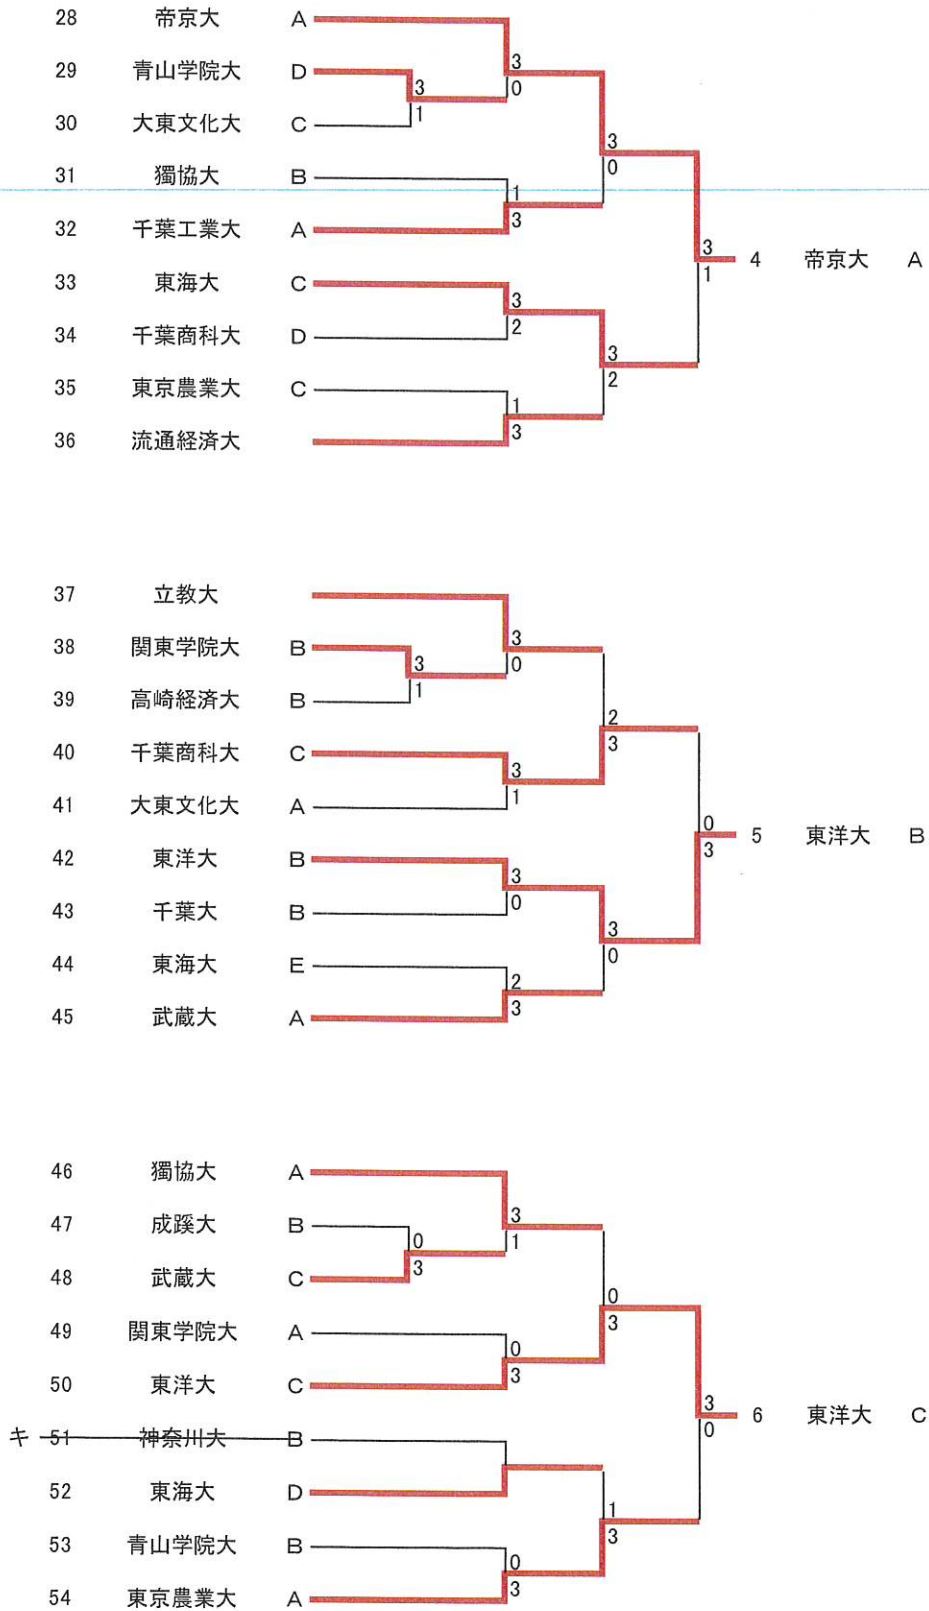 28 帝京大 A
3
29 青山学院大 D
3 0
1
30 大東文化大 C
3
0
31 獨協大 B
1
3
32 千葉工業大 A
3
4 帝京大 A
1
33 東海大 C
3
2
34 千葉商科大 D
3
2
35 東京農業大 C
1
3
36 流通経済大
37 立教大
38 関東学院大 B
3
3 0
1
39 高崎経済大 B
2
3
40 千葉商科大 C
3
1
41 大東文化大 A
0
5 東洋大 B
3
42 東洋大 B
3
0
43 千葉大 B
3
0
44 東海大 E
2
3
45 武蔵大 A
46 獨協大 A
3
47 成蹊大 B
0 1
3
48 武蔵大 C
0
3
49 関東学院大 A
0
3
50 東洋大 C
3
6 東洋大 C
0
キ 51 神奈川大 B
52 東海大 D
1
3
53 青山学院大 B
0
3
54 東京農業大 A